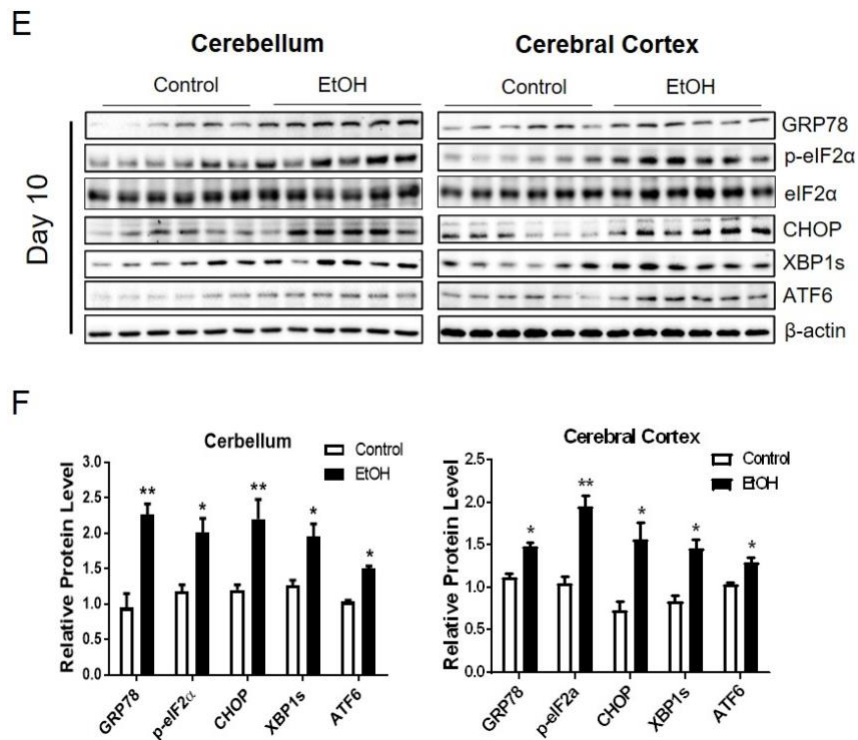 E
Cerebellum
Cerebral Cortex
Control
EtOH
Control
EtOH
Day 10
GRP78
p-eIF2α
eIF2α
CHOP
XBP1s
ATF6
β-actin
F
Cerbellum
Control
EtOH
Relative Protein Level
3.0
2.5
2.0
1.5
1.0
0.5
0.0
**
*
**
*
*
GRP78
p-eIF2α
CHOP
XBP1s
ATF6
Cerebral Cortex
Control
EtOH
Relative Protein Level
2.5
2.0
1.5
1.0
0.5
0.0
*
**
*
*
*
GRP78
p-eIF2a
CHOP
XBP1s
ATF6